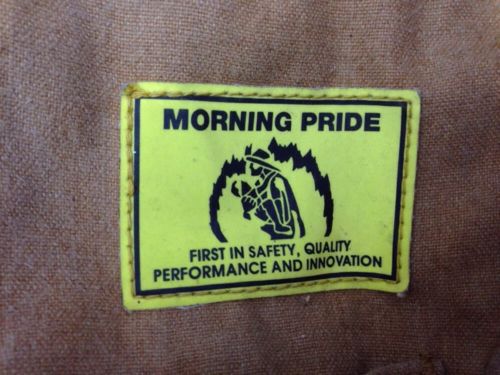 MORNING PRIDE
FIRST IN SAFETY, QUALITY
PERFORMANCE AND INNOVATION